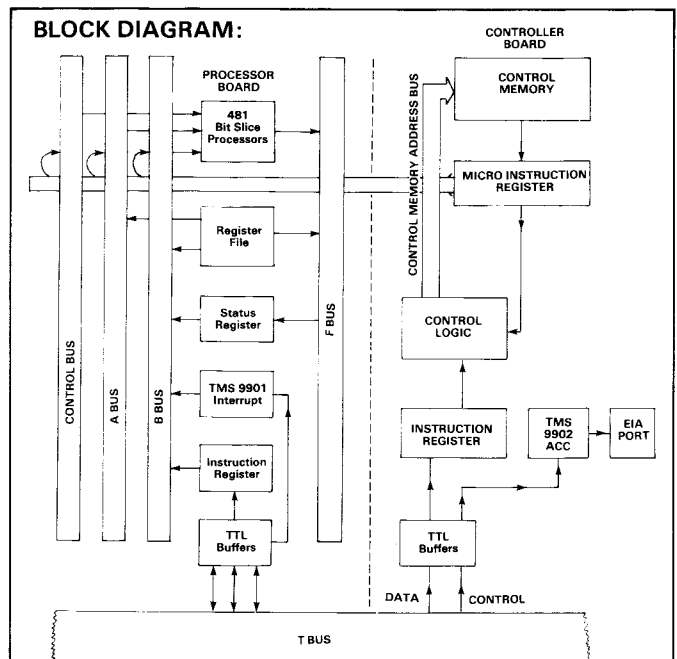 BLOCK DIAGRAM:
PROCESSOR
BOARD
CONTROLLER
BOARD
481
Bit Slice
Processors
CONTROL
MEMORY
MICRO INSTRUCTION
REGISTER
CONTROL MEMORY ADDRESS BUS
Register
File
Status
Register
CONTROL
LOGIC
CONTROL BUS
A BUS
B BUS
F BUS
TMS 9901
Interrupt
Instruction
Register
INSTRUCTION
REGISTER
TMS
9902
ACC
EIA
PORT
TTL
Buffers
TTL
Buffers
DATA
CONTROL
T BUS